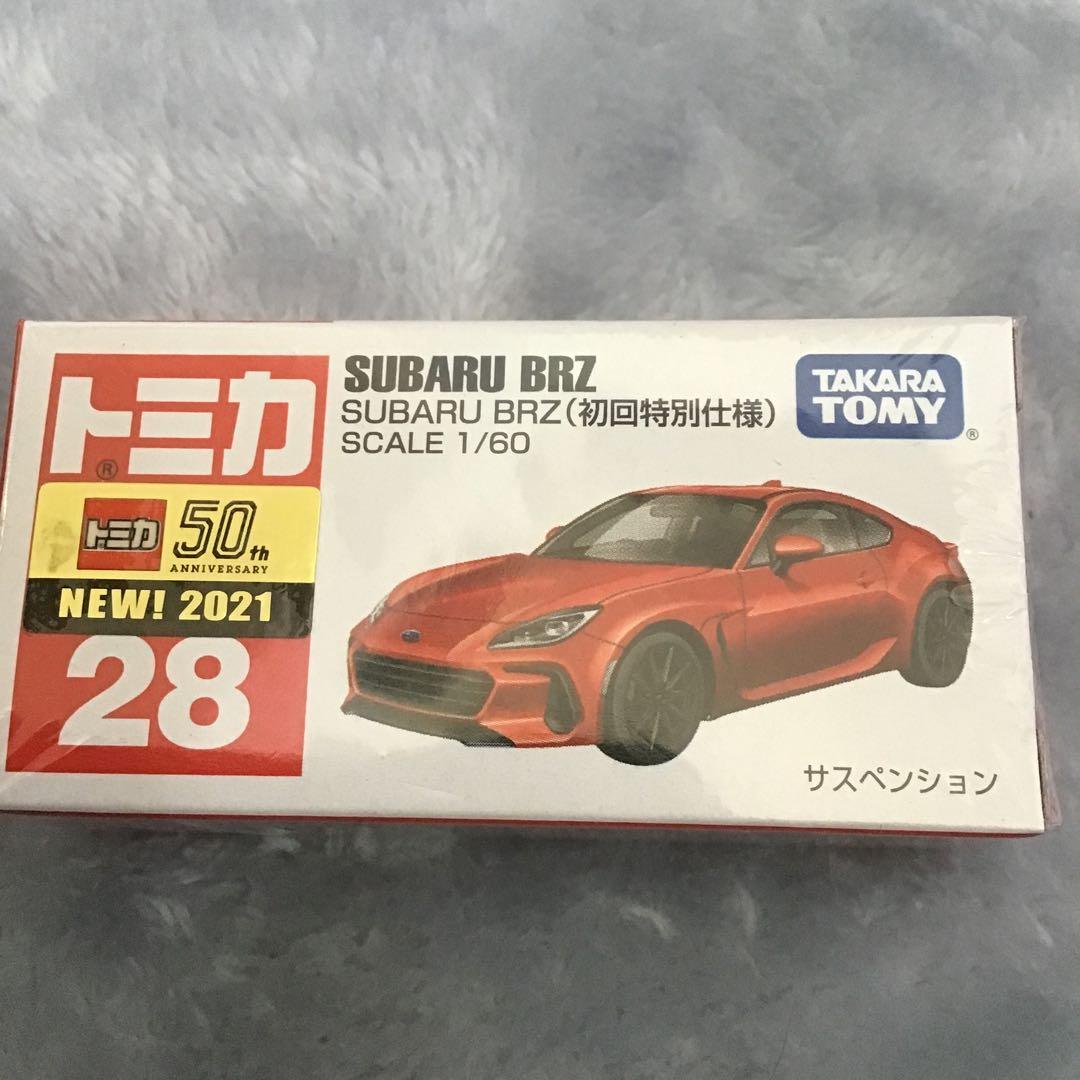 トミカ
®
SUBARU BRZ
SUBARU BRZ(初回特別仕様)
SCALE 1/60
TAKARA
TOMY
®
トミカ
50th
ANNIVERSARY
NEW! 2021
28
サスペンション